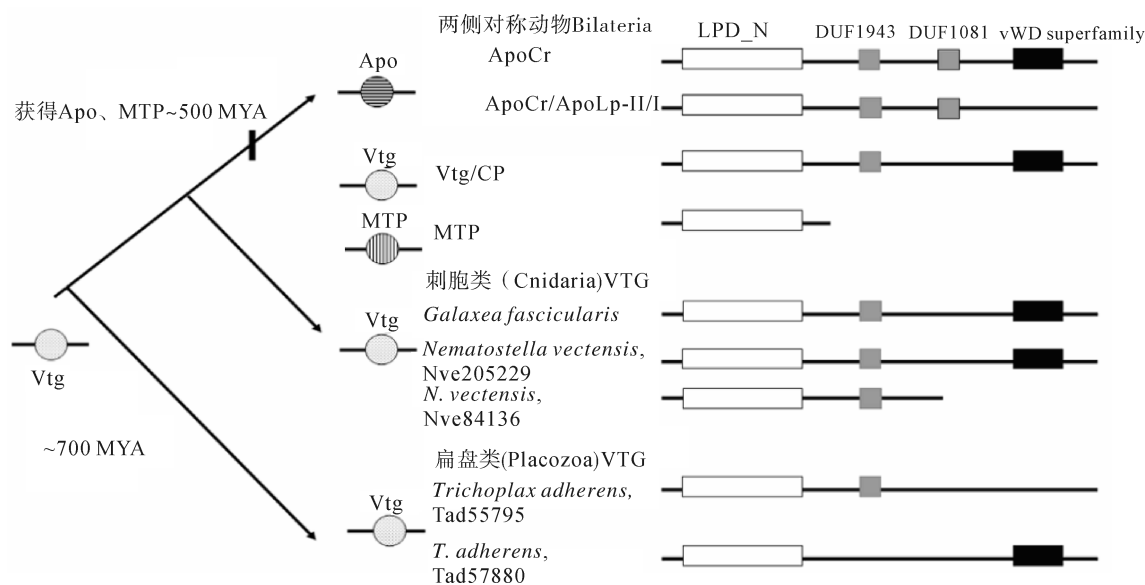 两侧对称动物Bilateria
LPD_N
DUF1943
DUF1081
vWD superfamily
Apo
ApoCr
获得Apo、MTP~500 MYA
ApoCr/ApoLp-II/I
Vtg
Vtg/CP
MTP
MTP
刺胞类（Cnidaria)VTG
Vtg
Galaxea fascicularis
Nematostella vectensis,
Nve205229
Vtg
N. vectensis,
Nve84136
~700 MYA
扁盘类(Placozoa)VTG
Vtg
Trichoplax adherens,
Tad55795
T. adherens,
Tad57880